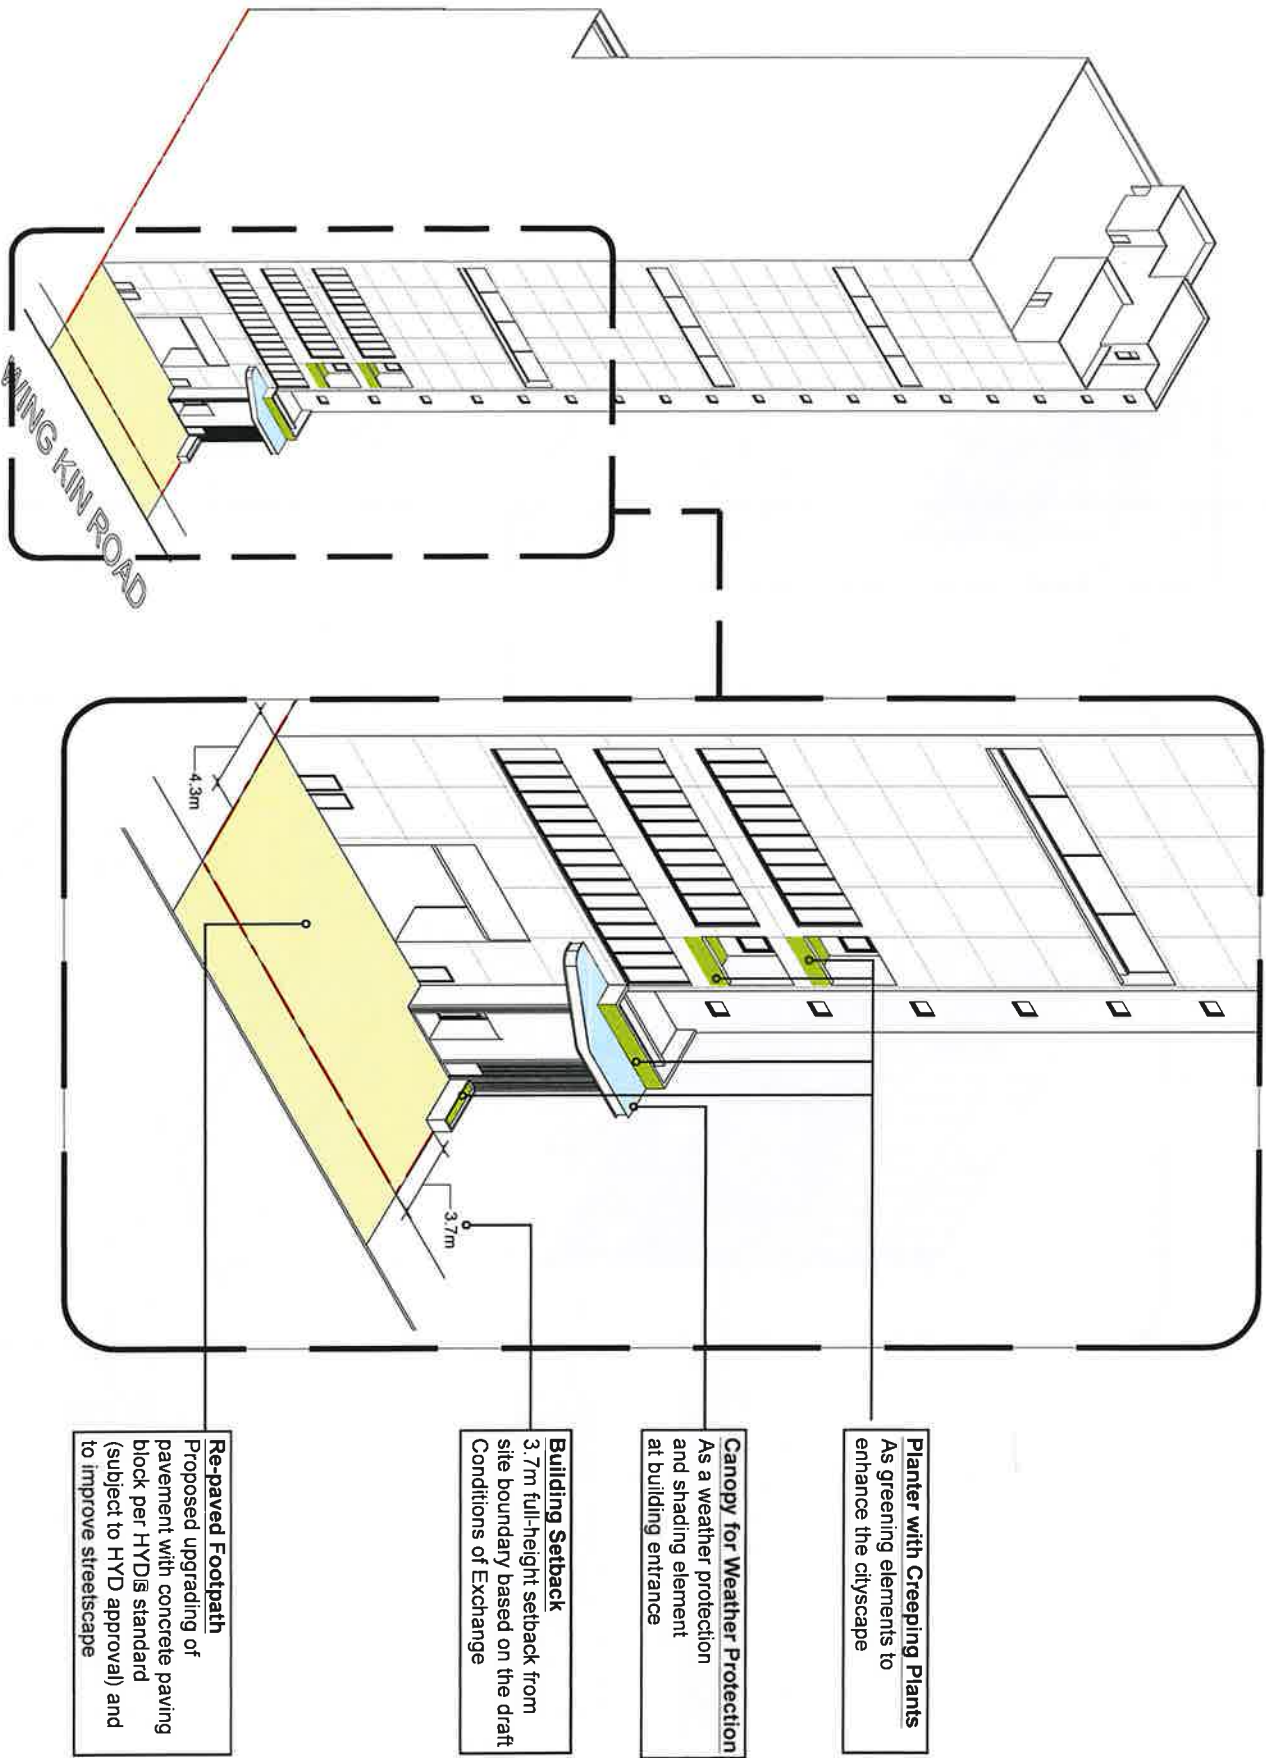 WING KIN ROAD
4.3m
3.7m
Planter with Creeping Plants
As greening elements to
enhance the cityscape
Canopy for Weather Protection
As a weather protection
and shading element
at building entrance
Building Setback
3.7m full-height setback from
site boundary based on the draft
Conditions of Exchange
Re-paved Footpath
Proposed upgrading of
pavement with concrete paving
block per HYD's standard
(subject to HYD approval) and
to improve streetscape